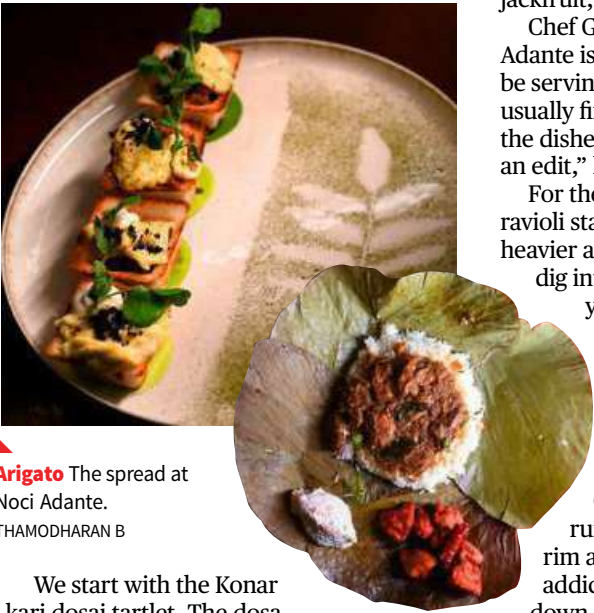 Arigato The spread at
Noci Adante.
THAMODHARAN B
We start with the Konar
kari dosai tartlet. The dosa
jackfruit,
Chef G
Adante is
be servin
usually fi
the dishe
an edit,”
For the
ravioli sta
heavier a
dig in
y
ru
rim a
addic
down